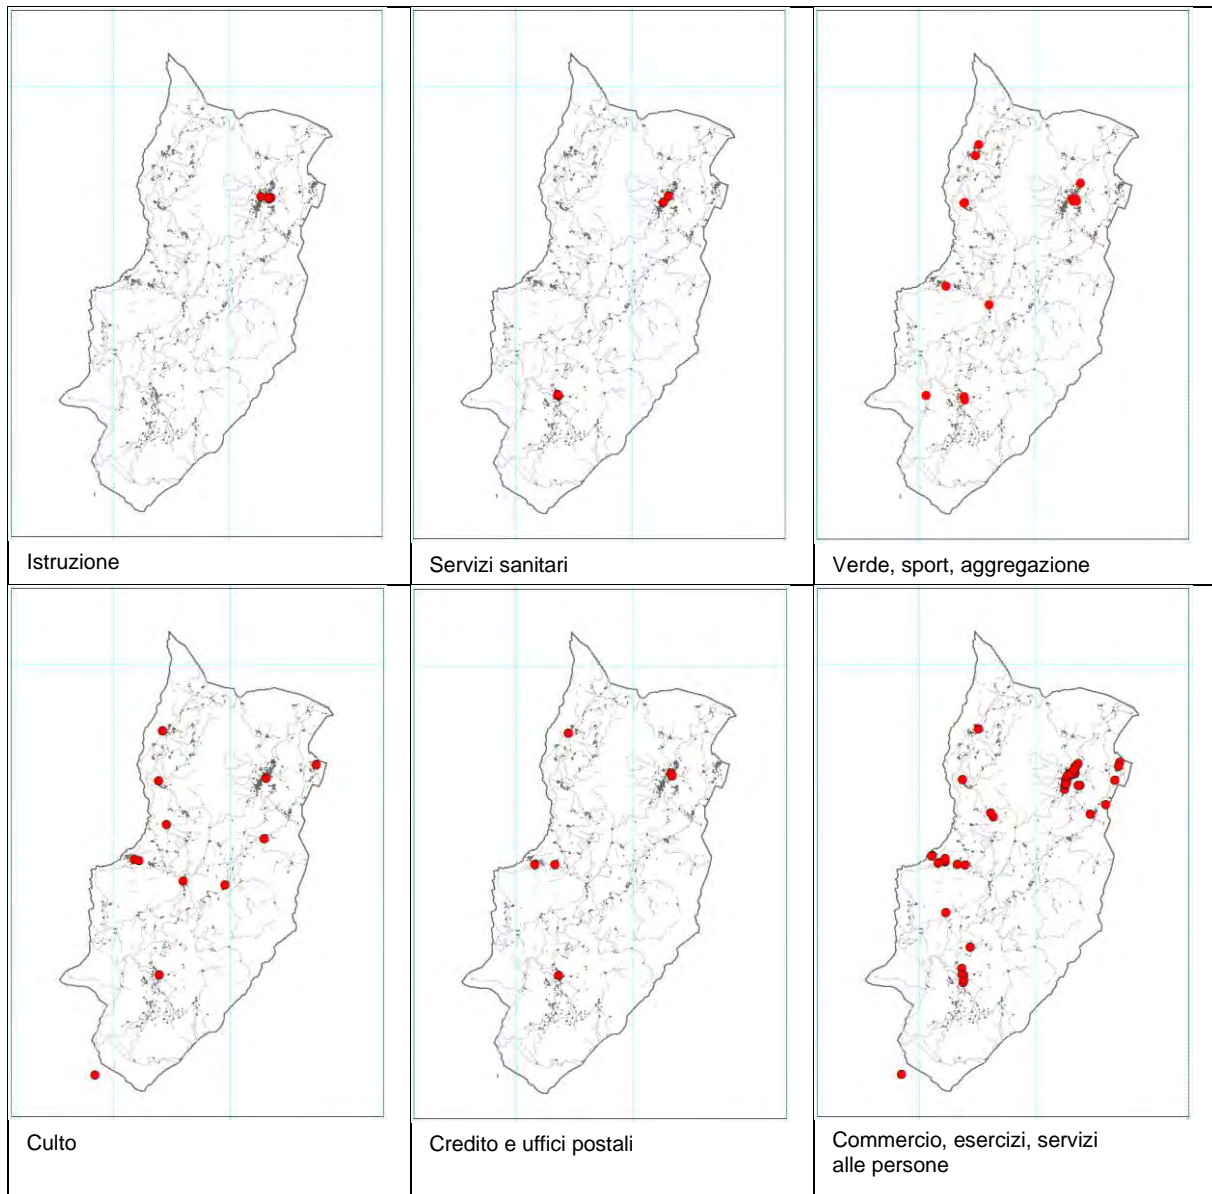 Istruzione
Servizi sanitari
Verde, sport, aggregazione
Culto
Credito e uffici postali
Commercio, esercizi, servizi
alle persone